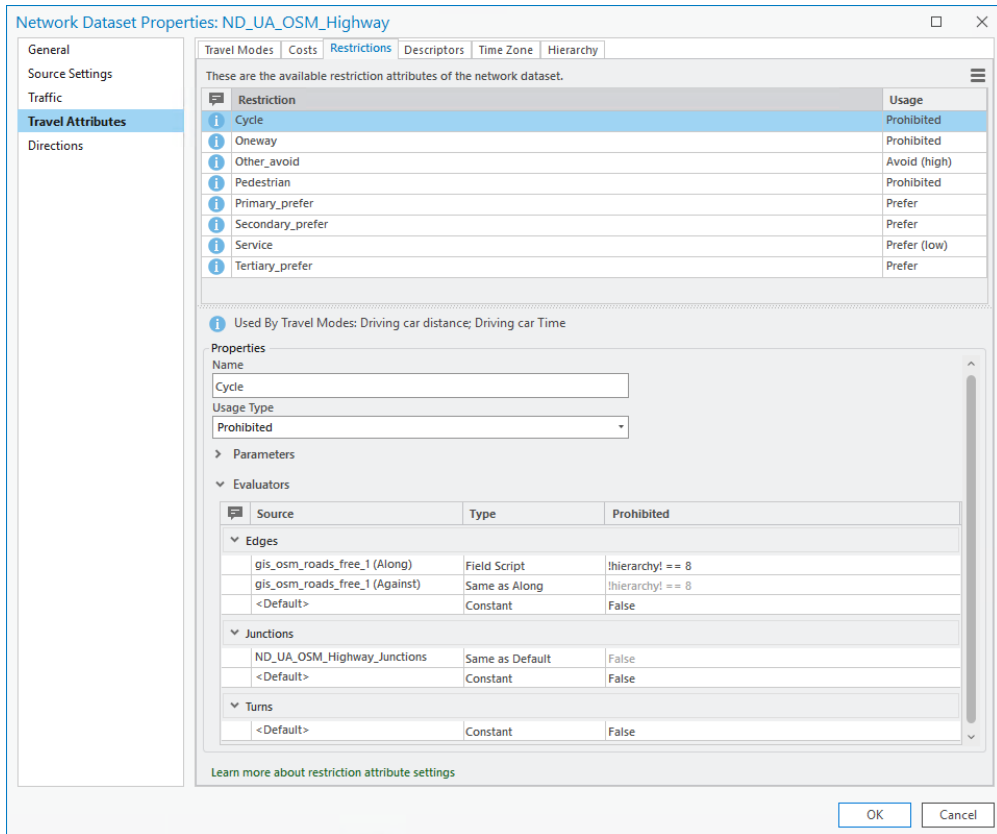 Network Dataset Properties: ND_UA_OSM_Highway
General
Source Settings
Traffic
Travel Attributes
Directions
Travel Modes Costs Restrictions Descriptors Time Zone Hierarchy
These are the available restriction attributes of the network dataset.
Restriction Usage
Cycle Prohibited
Oneway Prohibited
Other_avoid Avoid (high)
Pedestrian Prohibited
Primary_prefer Prefer
Secondary_prefer Prefer
Service Prefer (low)
Tertiary_prefer Prefer
Used By Travel Modes: Driving car distance; Driving car Time
Properties
Name
Cycle
Usage Type
Prohibited
Parameters
Evaluators
Source Type Prohibited
Edges
gis_osm_roads_free_1 (Along) Field Script !hierarchy! == 8
gis_osm_roads_free_1 (Against) Same as Along !hierarchy! == 8
<Default> Constant False
Junctions
ND_UA_OSM_Highway_Junctions Same as Default False
<Default> Constant False
Turns
<Default> Constant False
Learn more about restriction attribute settings
OK Cancel